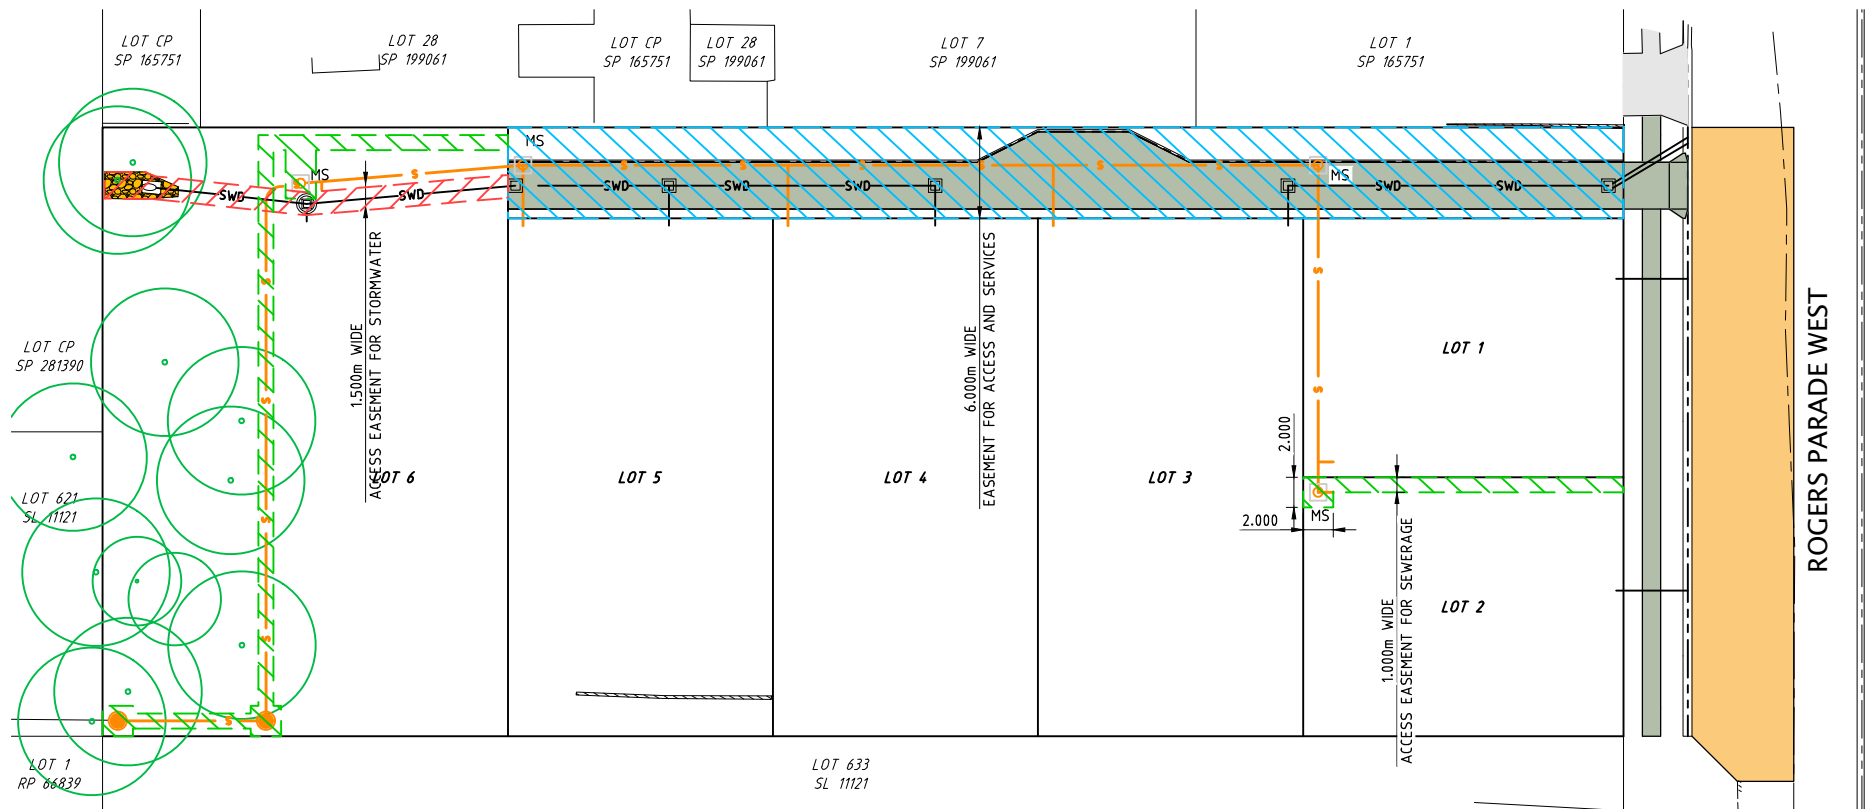 LOT CP
SP 165751
LOT 28
SP 199061
LOT CP
SP 165751
LOT 28
SP 199061
LOT 7
SP 199061
LOT 1
SP 165751
MS
S
S
S
S
S
S
MS
S
MS
SWD
SWD
SWD
SWD
SWD
SWD
SWD
S
S
S
S
S
S
S
LOT CP
SP 281390
LOT 621
SL 11121
LOT 1
RP 66839
1.500m WIDE
ACCESS EASEMENT FOR STORMWATER
6.000m WIDE
EASEMENT FOR ACCESS AND SERVICES
LOT 6
LOT 5
LOT 4
LOT 3
LOT 1
LOT 2
2.000
2.000
MS
1.000m WIDE
ACCESS EASEMENT FOR SEWERAGE
LOT 633
SL 11121
ROGERS PARADE WEST